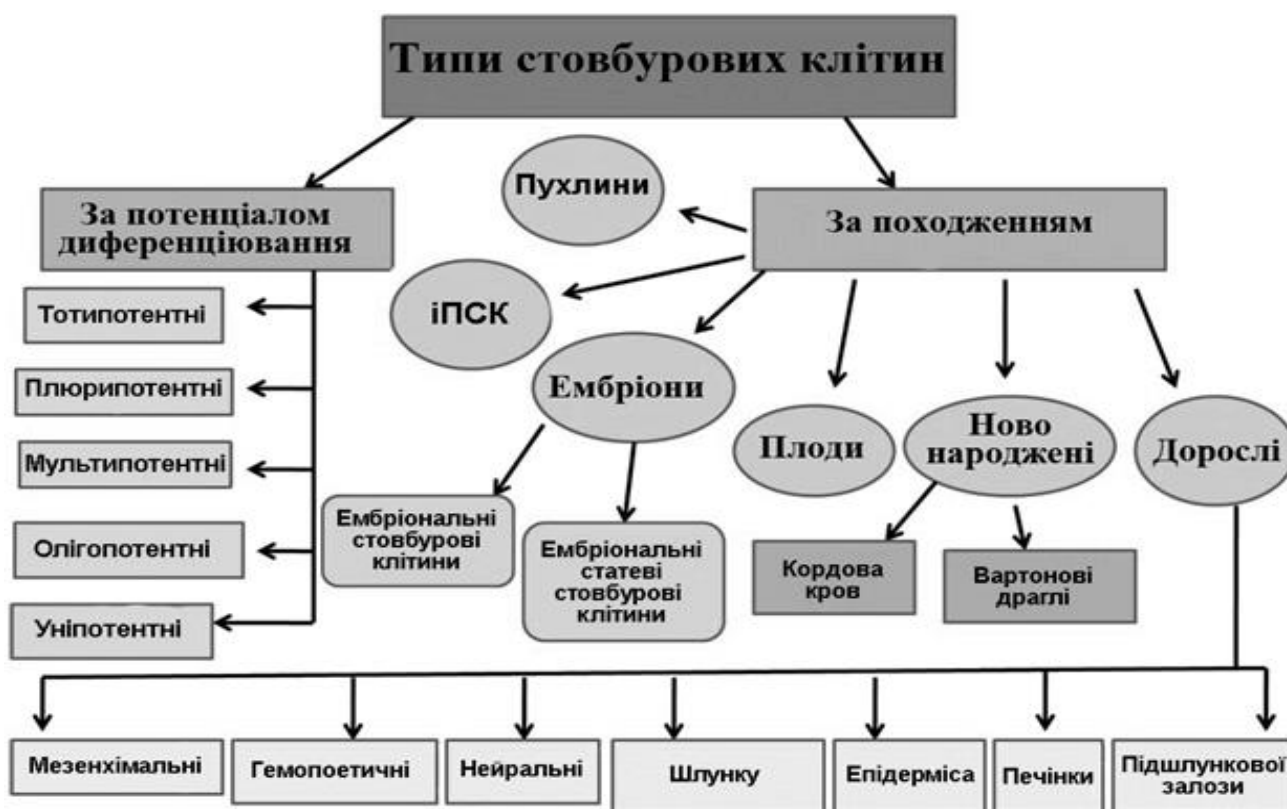 Типи стовбурових клітин
За потенціалом
диференціювання
Тотипотентні
Плюрипотентні
Мультипотентні
Олігопотентні
Уніпотентні
За походженням
Пухлини
іПСК
Ембріони
Ембріональні
стовбурові
клітини
Ембріональні
статеві
стовбурові
клітини
Плоди
Ново
народжені
Кордова
кров
Вартонові
драглі
Дорослі
Мезенхімальні
Гемопоетичні
Нейральні
Шлунку
Епідерміса
Печінки
Підшлункової
залози